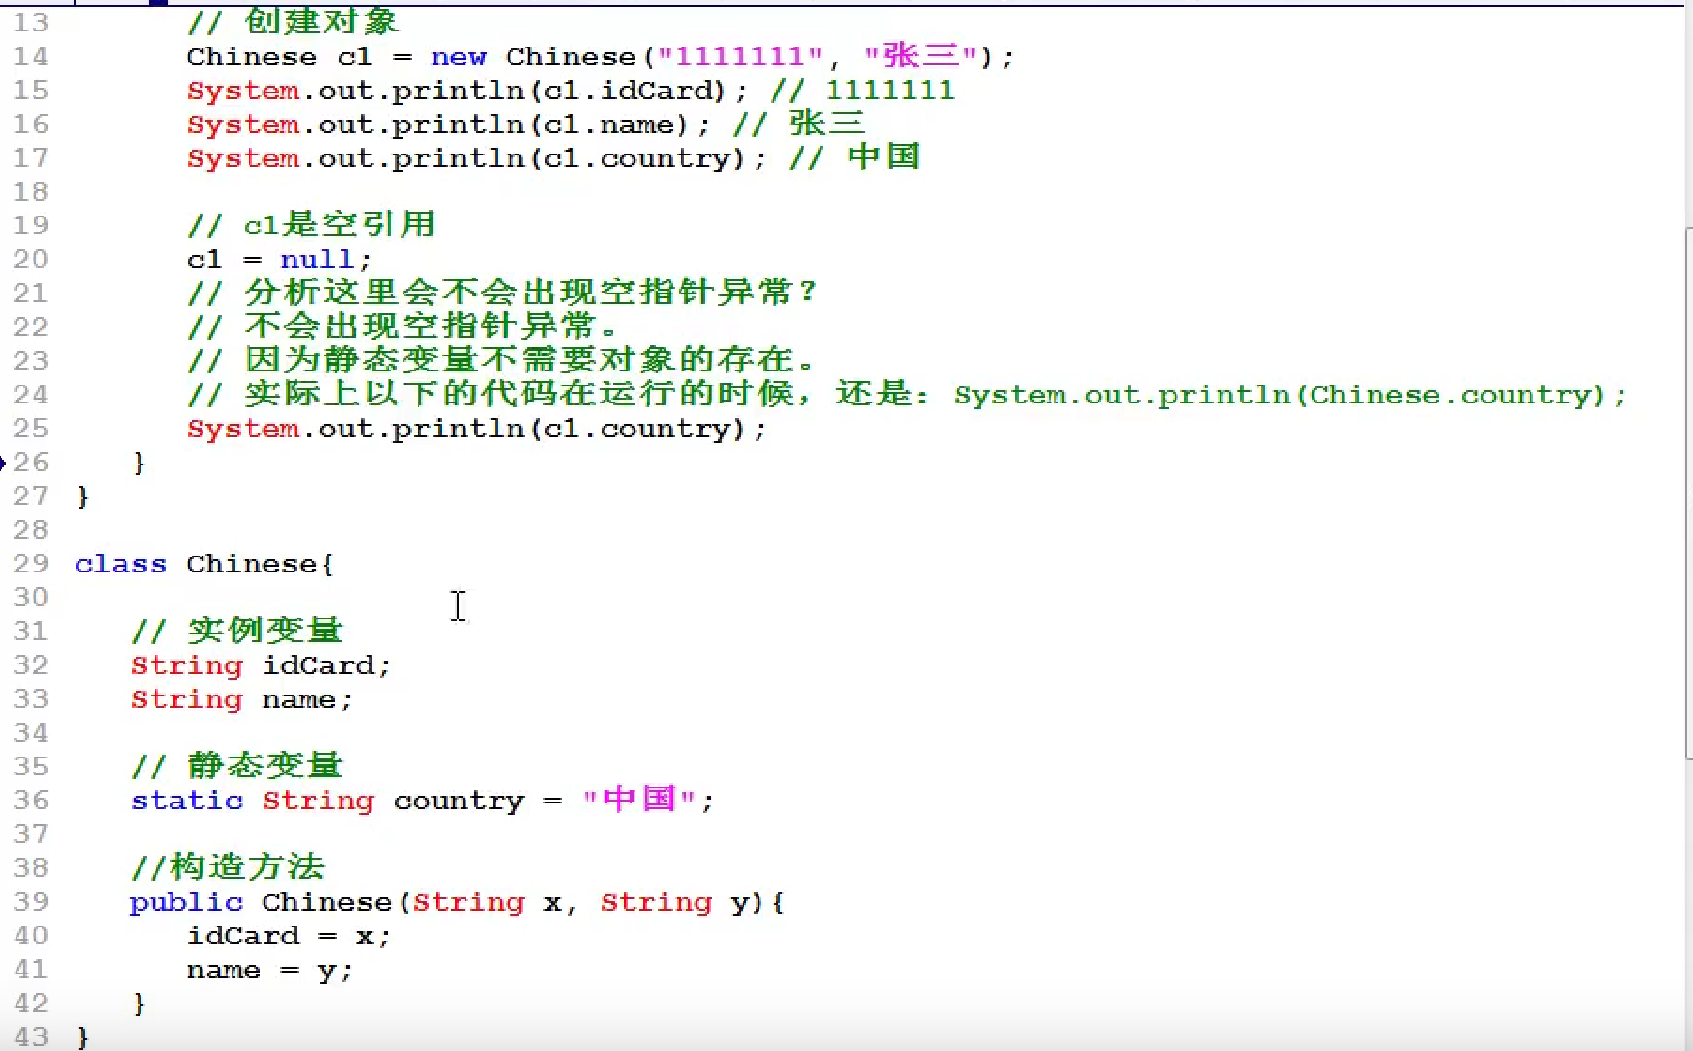 13 // 创建对象
14 Chinese c1 = new Chinese("1111111", "张三");
15 System.out.println(c1.idCard); // 1111111
16 System.out.println(c1.name); // 张三
17 System.out.println(c1.country); // 中国
18
19 // c1是空引用
20 c1 = null;
21 // 分析这里会不会出现空指针异常？
22 // 不会出现空指针异常。
23 // 因为静态变量不需要对象的存在。
24 // 实际上以下的代码在运行的时候，还是：System.out.println(Chinese.country);
25 System.out.println(c1.country);
26 }
27 }
28
29 class Chinese{
30
31 // 实例变量
32 String idCard;
33 String name;
34
35 // 静态变量
36 static String country = "中国";
37
38 //构造方法
39 public Chinese(String x, String y){
40 idCard = x;
41 name = y;
42 }
43 }